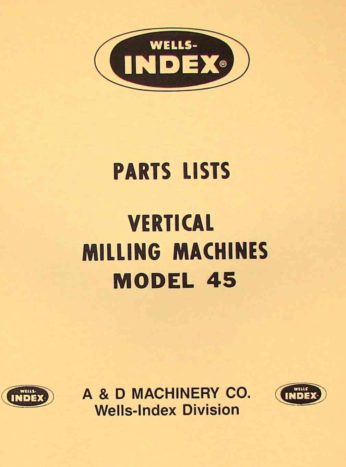 WELLS-
INDEX®
PARTS LISTS
VERTICAL
MILLING MACHINES
MODEL 45
WELLS-
INDEX
A & D MACHINERY CO.
Wells-Index Division
WELLS
INDEX